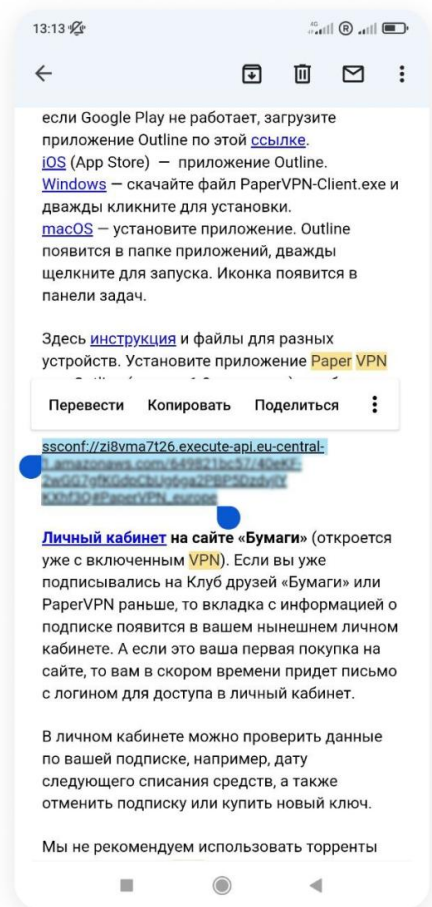 13:13
4G
R
если Google Play не работает, загрузите
приложение Outline по этой ссылке.
iOS (App Store) — приложение Outline.
Windows — скачайте файл PaperVPN-Client.exe и
дважды кликните для установки.
macOS — установите приложение. Outline
появится в папке приложений, дважды
щелкните для запуска. Иконка появится в
панели задач.
Здесь инструкция и файлы для разных
устройств. Установите приложение Paper VPN
Перевести Копировать Поделиться
ssconf://zi8vma7t26.execute-api.eu-central-
Личный кабинет на сайте «Бумаги» (откроется
уже с включенным VPN). Если вы уже
подписывались на Клуб друзей «Бумаги» или
PaperVPN раньше, то вкладка с информацией о
подписке появится в вашем нынешнем личном
кабинете. А если это ваша первая покупка на
сайте, то вам в скором времени придет письмо
с логином для доступа в личный кабинет.
В личном кабинете можно проверить данные
по вашей подписке, например, дату
следующего списания средств, а также
отменить подписку или купить новый ключ.
Мы не рекомендуем использовать торренты